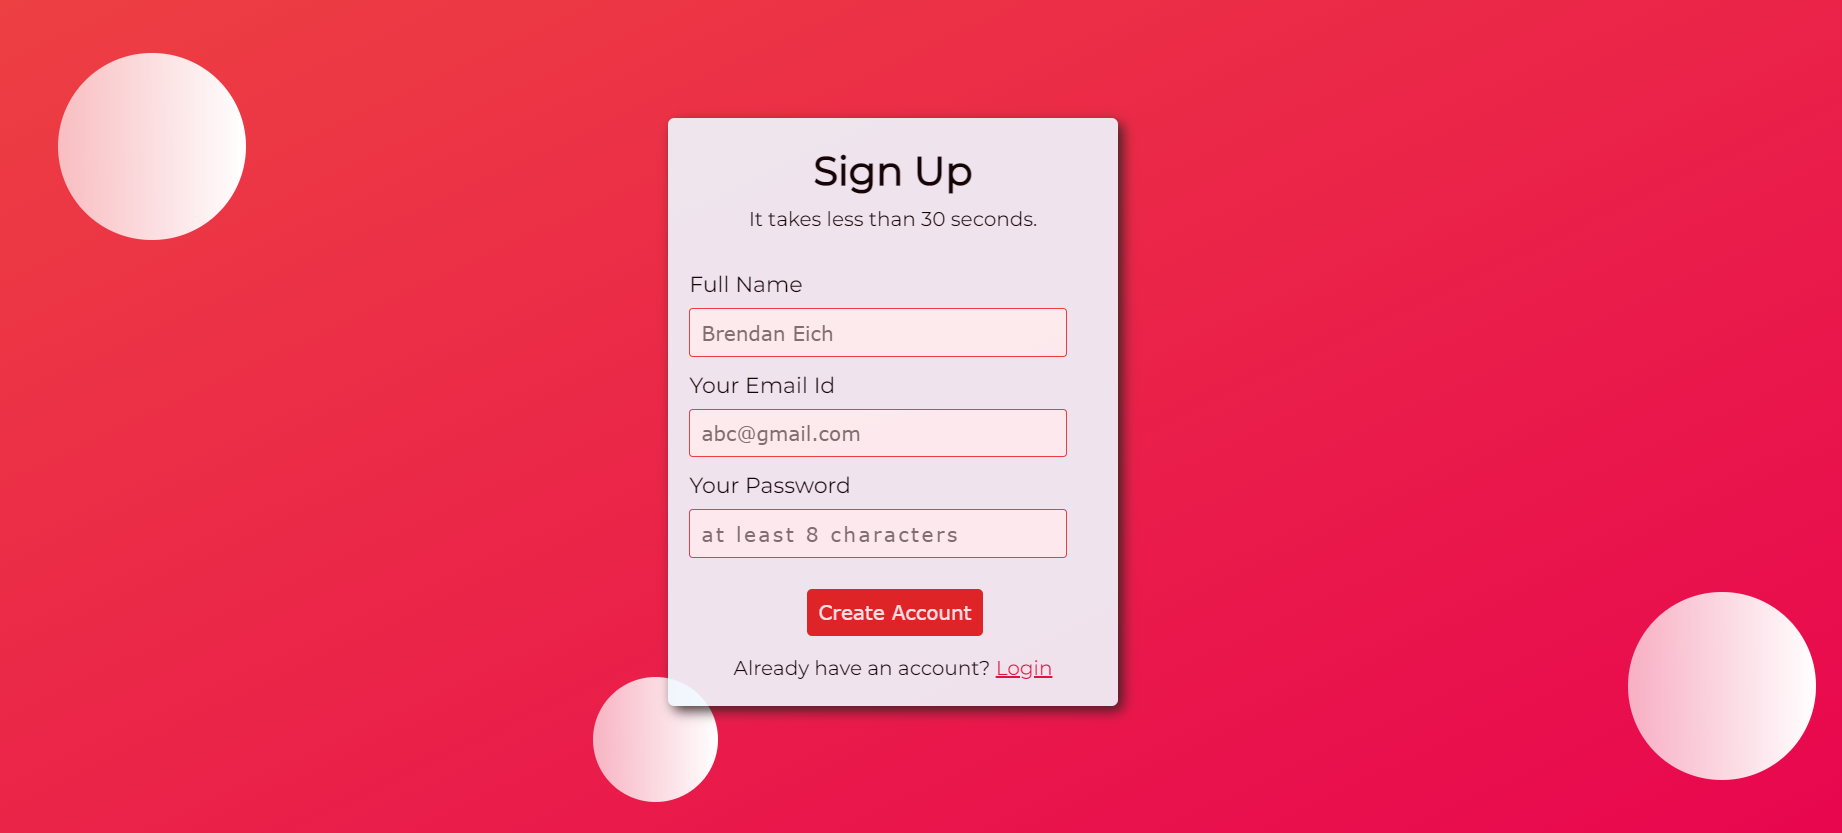 Sign Up
It takes less than 30 seconds.
Full Name
Brendan Eich
Your Email Id
abc@gmail.com
Your Password
at least 8 characters
Create Account
Already have an account? Login